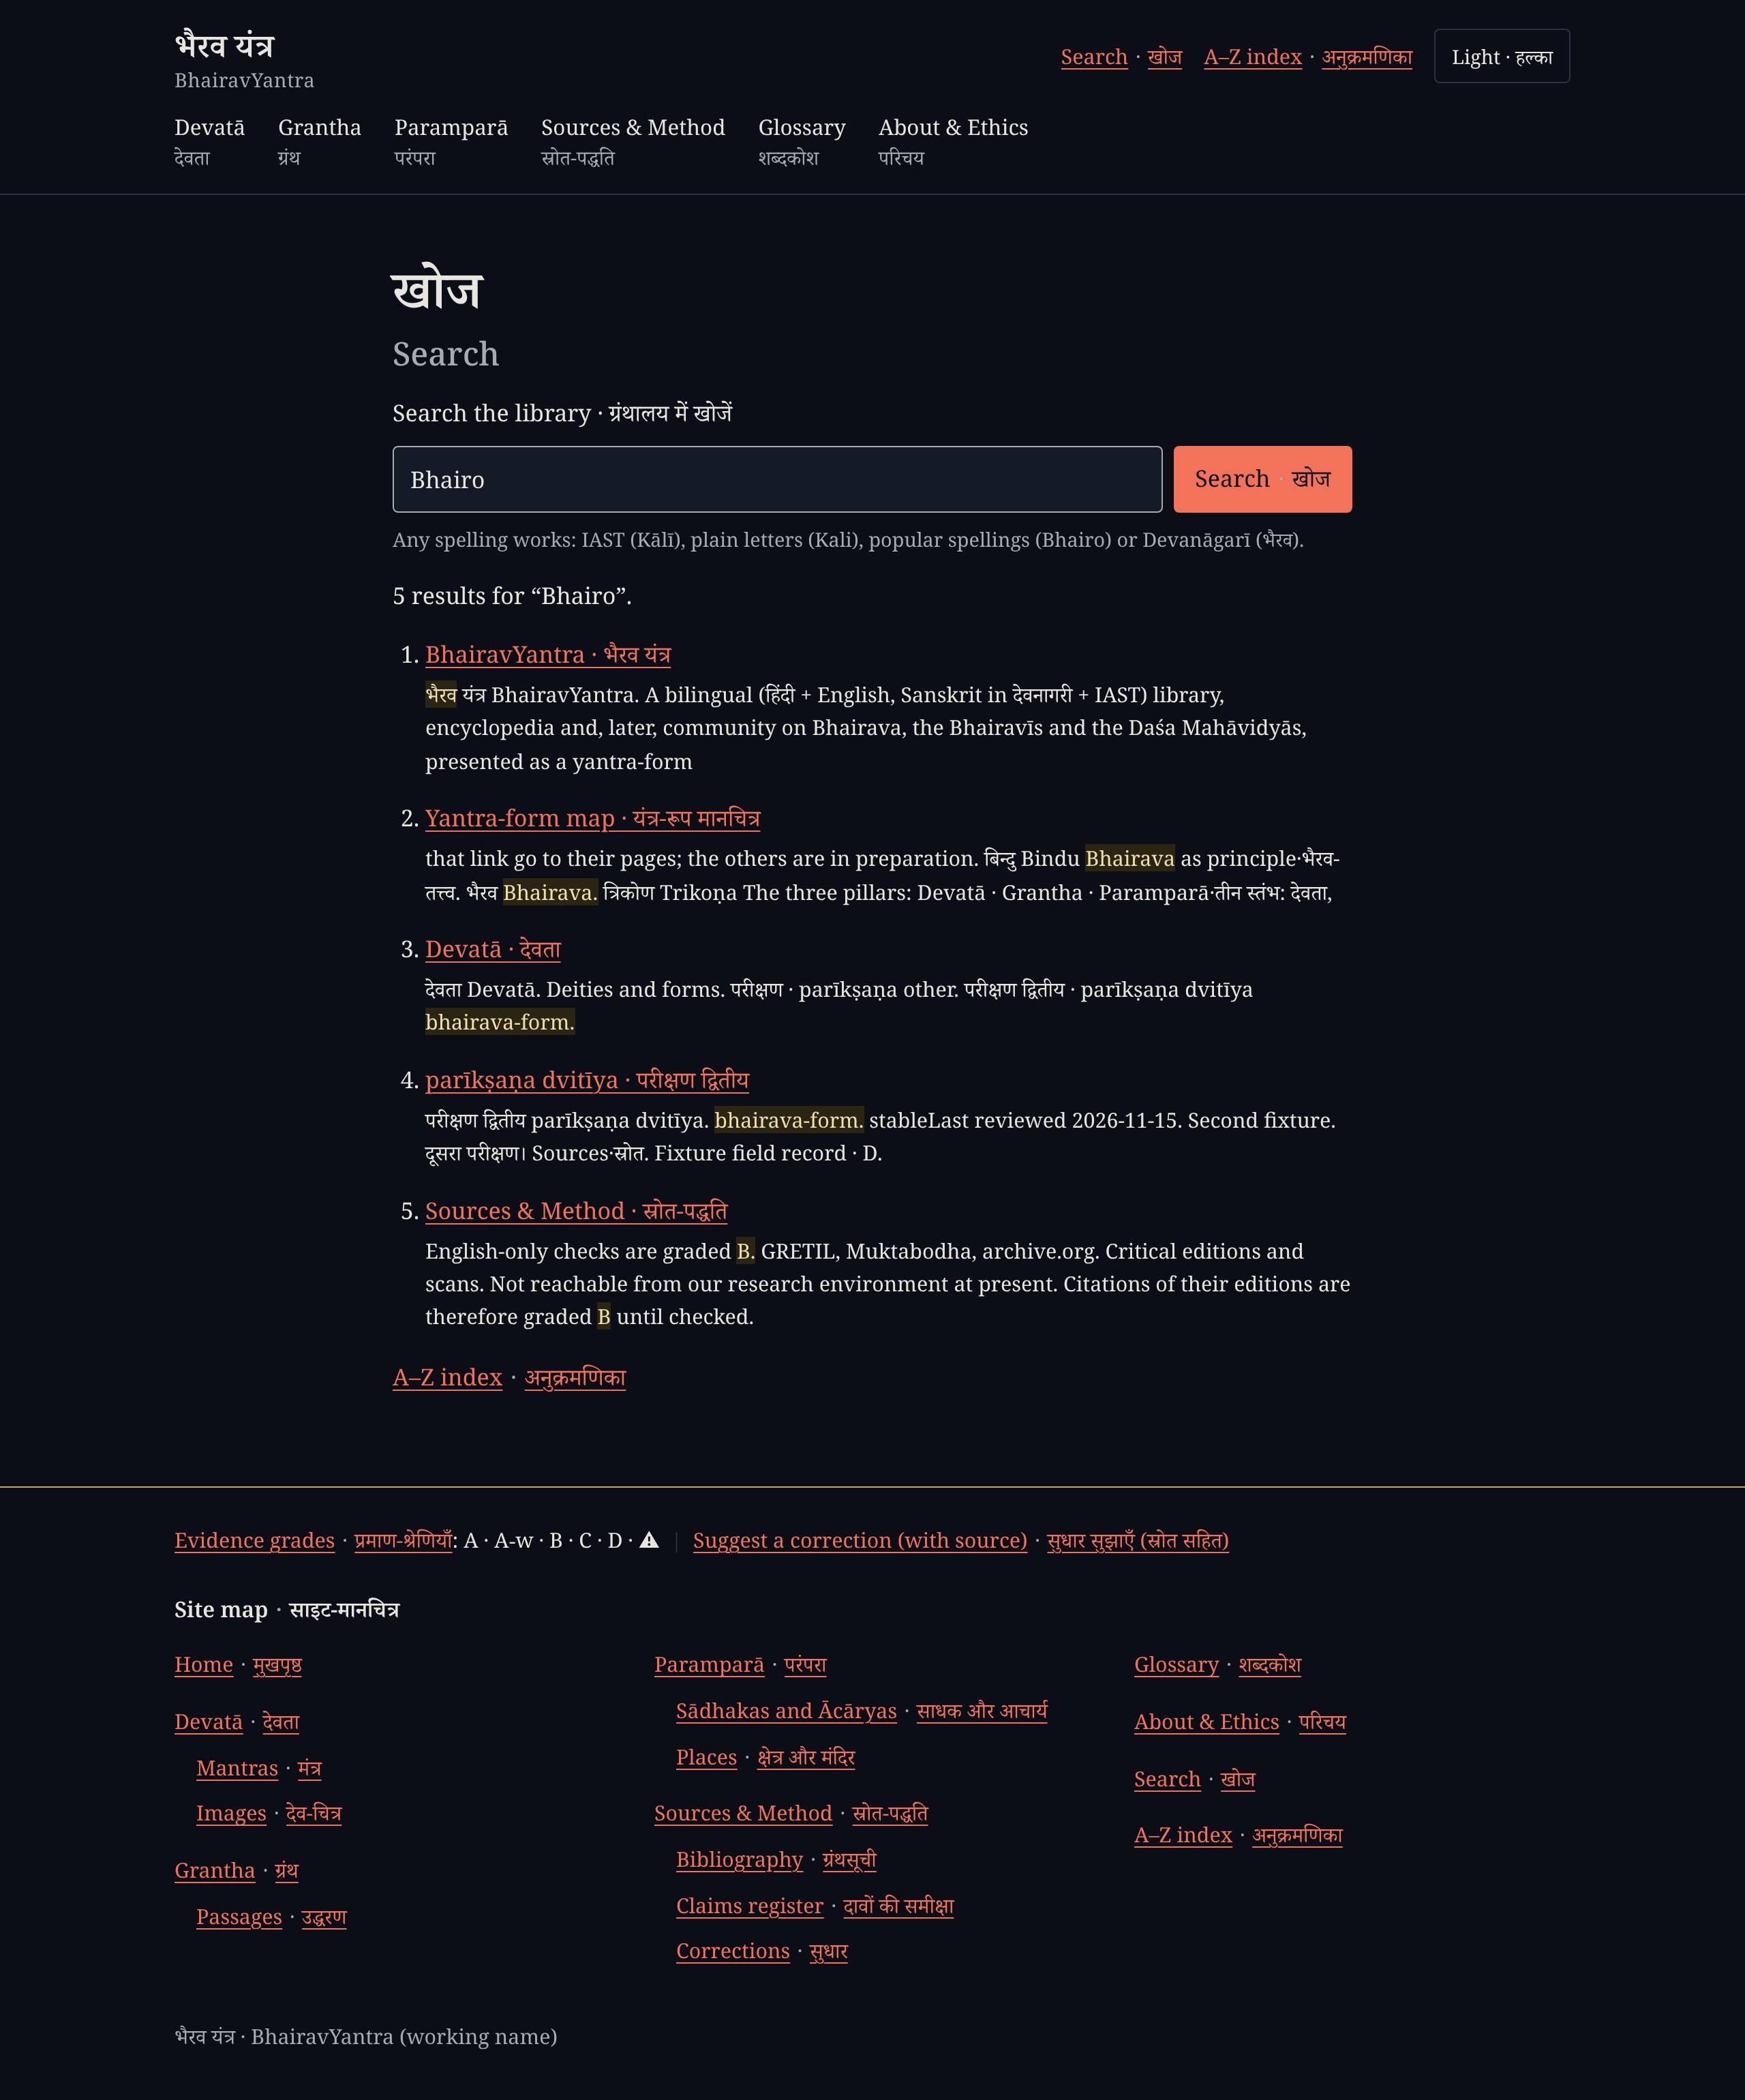 भैरव यंत्र
BhairavYantra
Search · खोज A–Z index · अनुक्रमणिका Light · हल्का
Devatā Grantha Paramparā Sources & Method Glossary About & Ethics
देवता ग्रंथ परंपरा स्रोत-पद्धति शब्दकोश परिचय
खोज
Search
Search the library · ग्रंथालय में खोजें
Bhairo
Search · खोज
Any spelling works: IAST (Kālī), plain letters (Kali), popular spellings (Bhairo) or Devanāgarī (भैरव).
5 results for “Bhairo”.
1. BhairavYantra · भैरव यंत्र
भैरव यंत्र BhairavYantra. A bilingual (हिंदी + English, Sanskrit in देवनागरी + IAST) library,
encyclopedia and, later, community on Bhairava, the Bhairavīs and the Daśa Mahāvidyās,
presented as a yantra-form
2. Yantra-form map · यंत्र-रूप मानचित्र
that link go to their pages; the others are in preparation. बिन्दु Bindu Bhairava as principle·भैरव-
तत्त्व. भैरव Bhairava. त्रिकोण Trikoṇa The three pillars: Devatā · Grantha · Paramparā·तीन स्तंभ: देवता,
3. Devatā · देवता
देवता Devatā. Deities and forms. परीक्षण · parīkṣaṇa other. परीक्षण द्वितीय · parīkṣaṇa dvitīya
bhairava-form.
4. parīkṣaṇa dvitīya · परीक्षण द्वितीय
परीक्षण द्वितीय parīkṣaṇa dvitīya. bhairava-form. stableLast reviewed 2026-11-15. Second fixture.
दूसरा परीक्षण। Sources·स्रोत. Fixture field record · D.
5. Sources & Method · स्रोत-पद्धति
English-only checks are graded B. GRETIL, Muktabodha, archive.org. Critical editions and
scans. Not reachable from our research environment at present. Citations of their editions are
therefore graded B until checked.
A–Z index · अनुक्रमणिका
Evidence grades · प्रमाण-श्रेणियाँ: A · A-w · B · C · D · ⚠ | Suggest a correction (with source) · सुधार सुझाएँ (स्रोत सहित)
Site map · साइट-मानचित्र
Home · मुखपृष्ठ
Devatā · देवता
Mantras · मंत्र
Images · देव-चित्र
Grantha · ग्रंथ
Passages · उद्धरण
Paramparā · परंपरा
Sādhakas and Ācāryas · साधक और आचार्य
Places · क्षेत्र और मंदिर
Sources & Method · स्रोत-पद्धति
Bibliography · ग्रंथसूची
Claims register · दावों की समीक्षा
Corrections · सुधार
Glossary · शब्दकोश
About & Ethics · परिचय
Search · खोज
A–Z index · अनुक्रमणिका
भैरव यंत्र · BhairavYantra (working name)